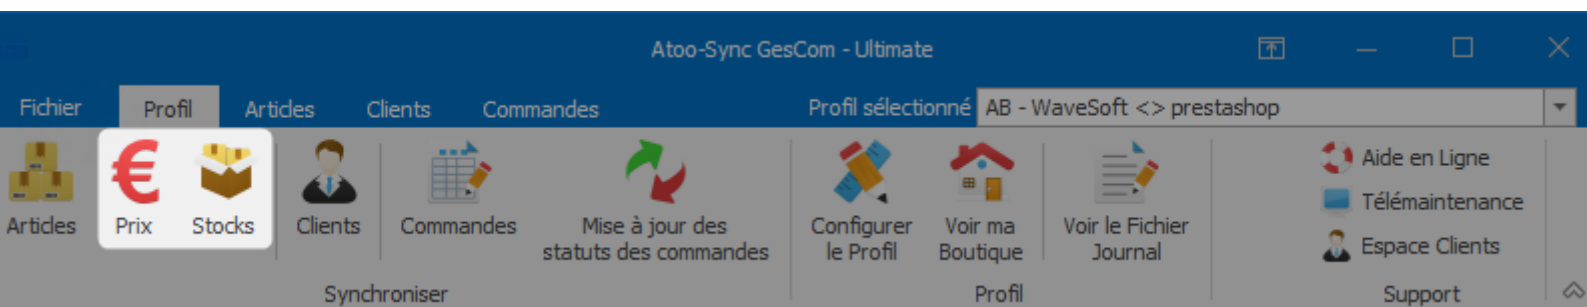 Atoo-Sync GesCom - Ultimate
Fichier Profil Articles Clients Commandes Profil sélectionné AB - WaveSoft <> prestashop
Articles Prix Stocks Clients Commandes Mise à jour des statuts des commandes Configurer le Profil Voir ma Boutique Voir le Fichier Journal
Aide en Ligne
Télémaintenance
Espace Clients
Synchroniser Profil Support